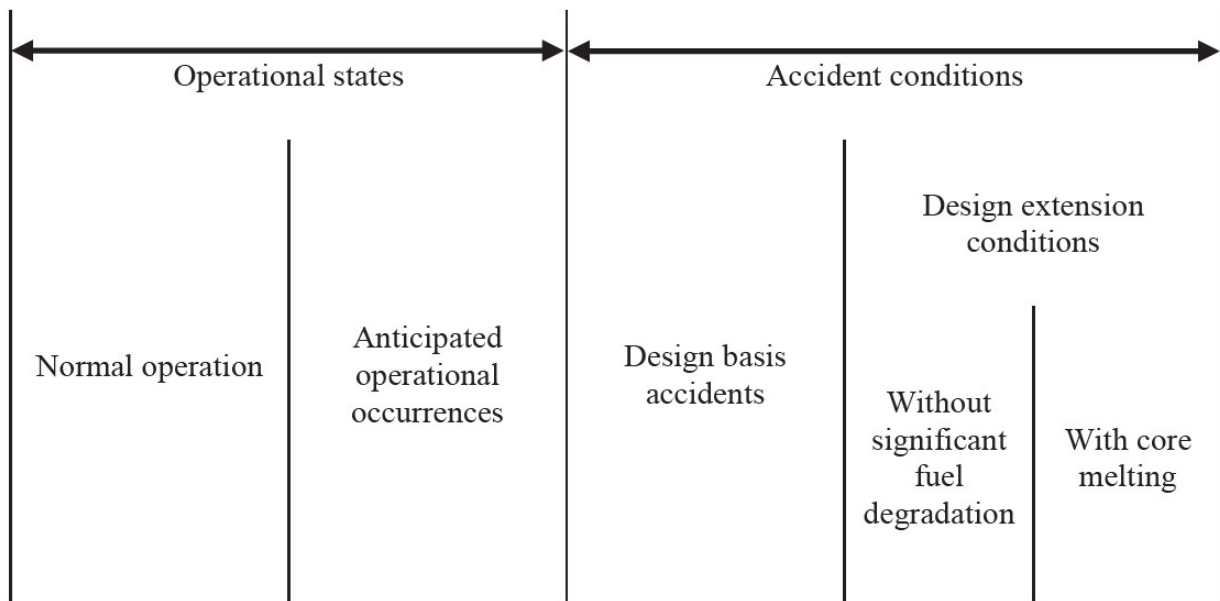 Operational states
Accident conditions
Normal operation
Anticipated
operational
occurrences
Design basis
accidents
Design extension
conditions
Without
significant
fuel
degradation
With core
melting